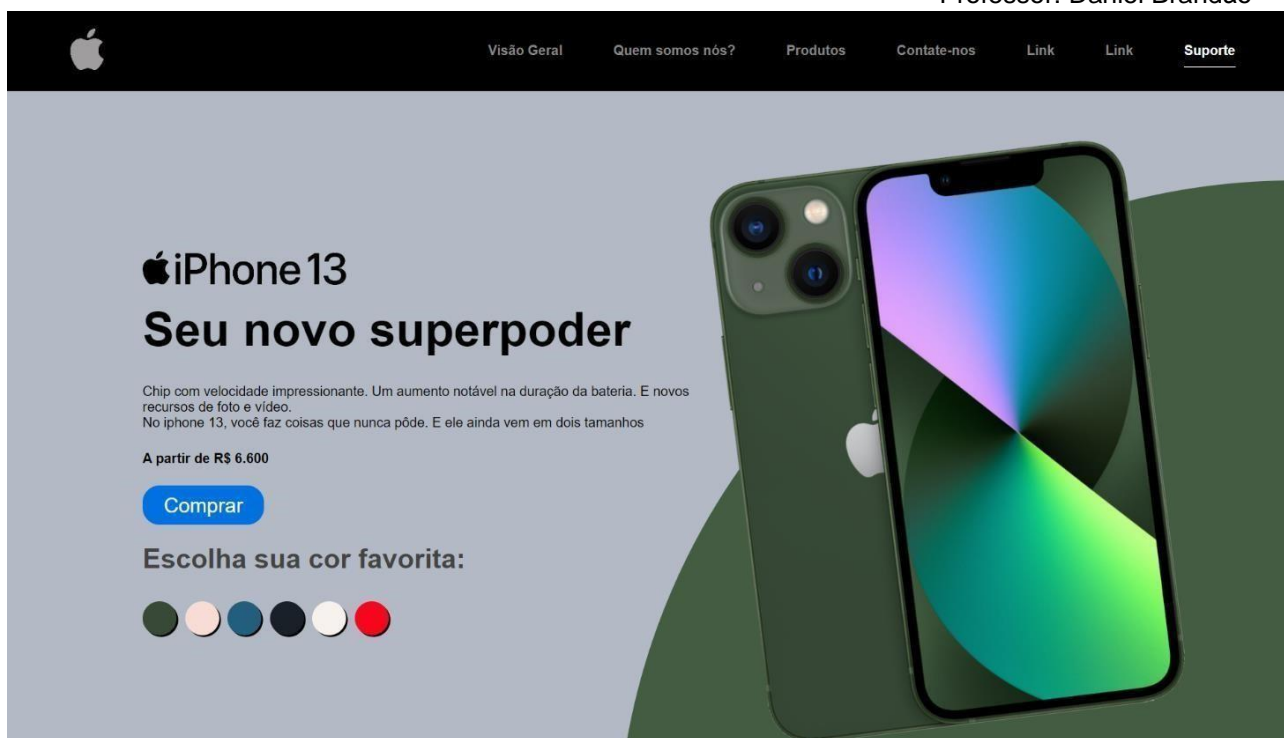 Professor: Daniel Brandão
Visão Geral Quem somos nós? Produtos Contate-nos Link Link Suporte
iPhone 13
Seu novo superpoder
Chip com velocidade impressionante. Um aumento notável na duração da bateria. E novos
recursos de foto e vídeo.
No iphone 13, você faz coisas que nunca pôde. E ele ainda vem em dois tamanhos
A partir de R$ 6.600
Comprar
Escolha sua cor favorita: